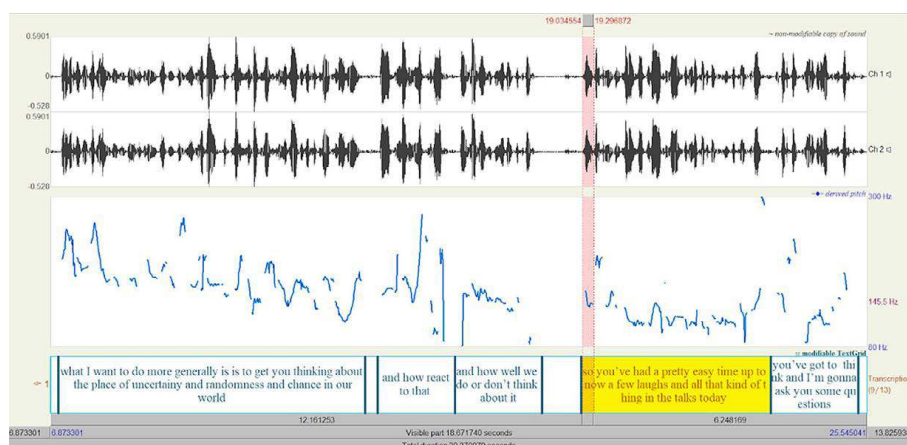 19.034554 19.296872
~ non-modifiable copy of sound
0.5901
0
-0.528
Ch 1
0.5901
0
-0.528
Ch 2
derived pitch
300 Hz
145.5 Hz
80 Hz
:: modifiable TextGrid
1
what I want to do more generally is is to get you thinking about
the place of uncertainy and randomness and chance in our
world
and how react
to that
and how well we
do or don't think
about it
so you've had a pretty easy time up to
now a few laughs and all that kind of t
hing in the talks today
you've got to thi
nk and I'm gonna
ask you some qu
estions
Transcription
(9/13)
12.161253 6.248169
6.873301 6.873301 Visible part 18.671740 seconds 25.545041